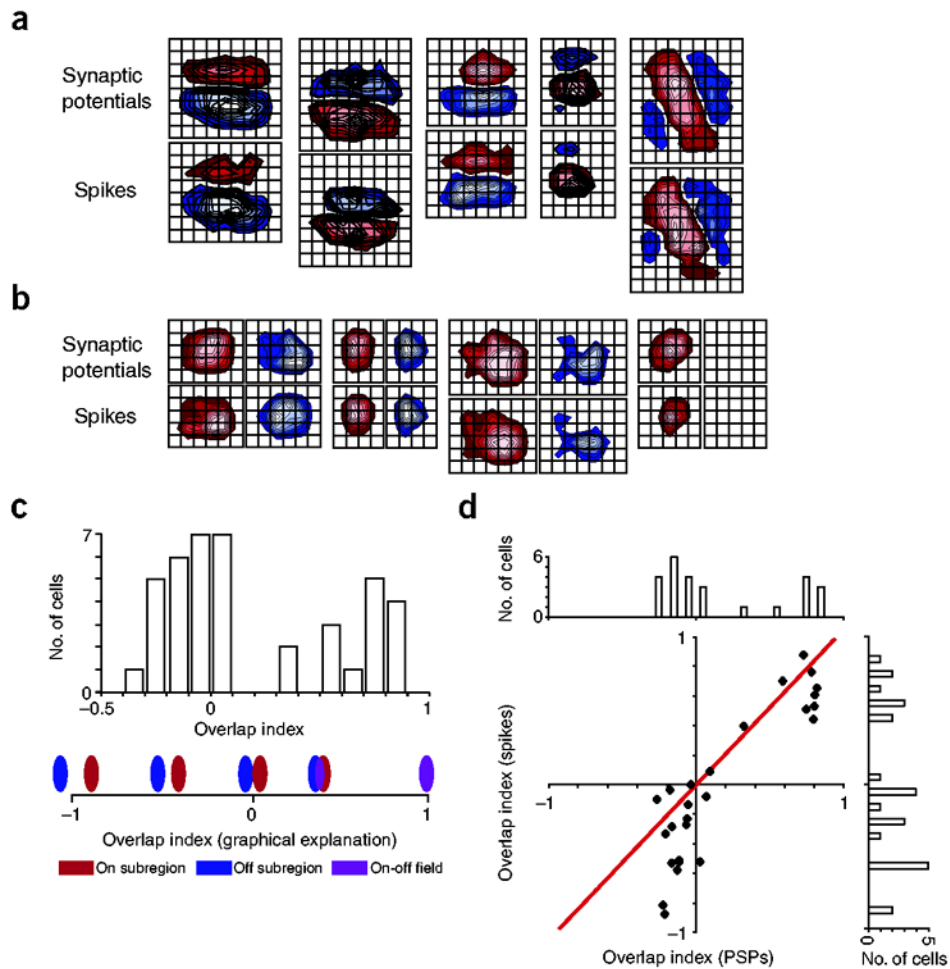 a
Synaptic
potentials
Spikes
b
Synaptic
potentials
Spikes
c
7
No. of cells
0
-0.5
0
1
Overlap index
-1
0
1
Overlap index (graphical explanation)
On subregion
Off subregion
On-off field
d
6
No. of cells
0
1
Overlap index (spikes)
-1
1
-1
Overlap index (PSPs)
0
5
No. of cells